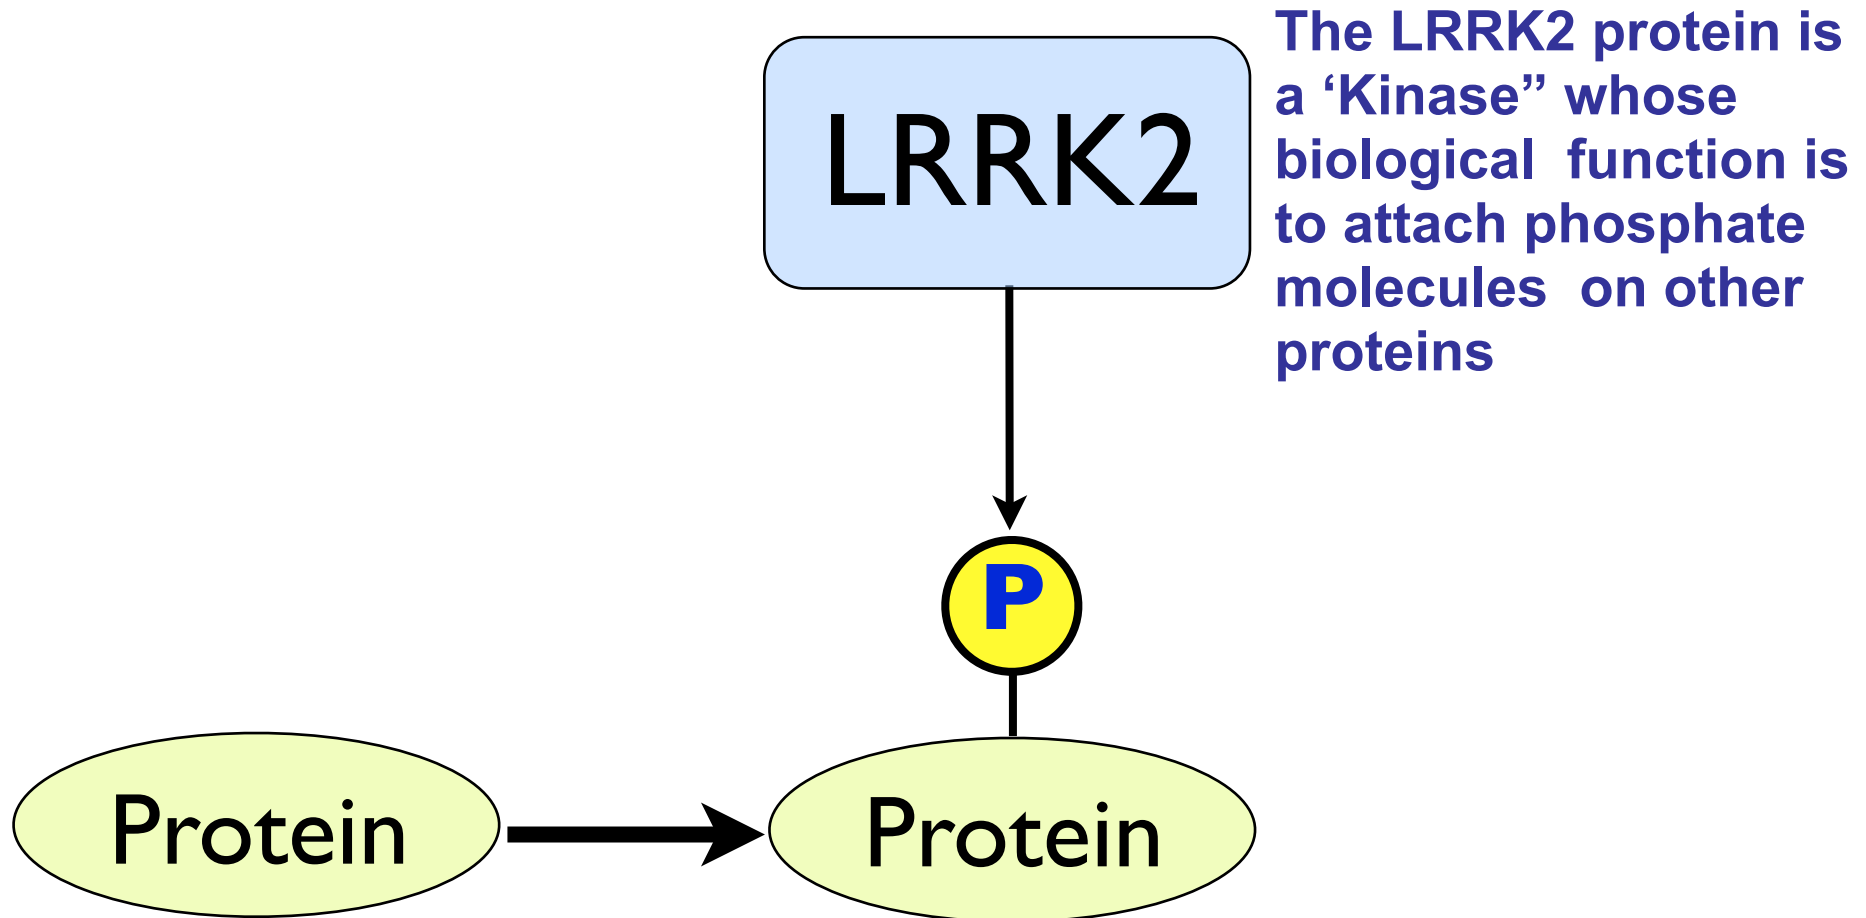 LRRK2
The LRRK2 protein is
a ‘Kinase” whose
biological  function is
to attach phosphate
molecules  on other
proteins
P
Protein
Protein